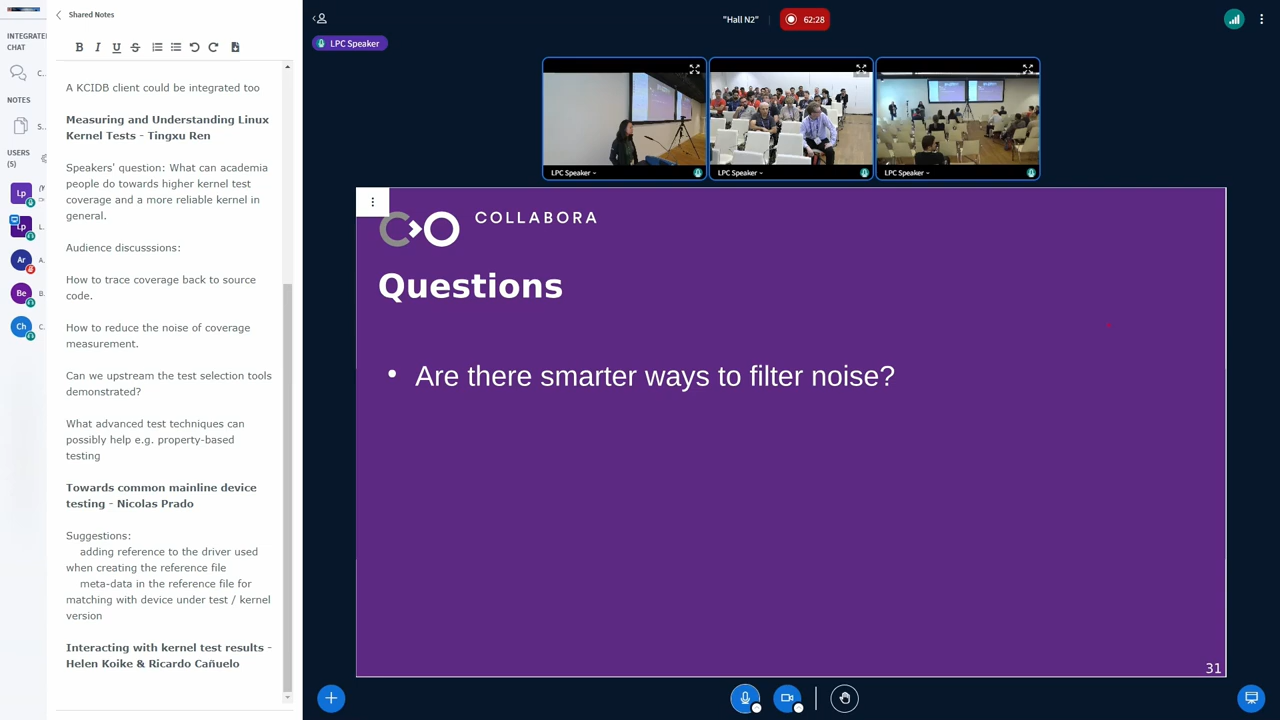 Shared Notes
INTEGRATE
CHAT
C.
NOTES
S.
USERS
(5)
Lp
Lp
L.
Ar
A.
Be
B.
Ch
C.
B I U S
A KCIDB client could be integrated too
Measuring and Understanding Linux
Kernel Tests - Tingxu Ren
Speakers' question: What can academia
people do towards higher kernel test
coverage and a more reliable kernel in
general.
Audience discusssions:
How to trace coverage back to source
code.
How to reduce the noise of coverage
measurement.
Can we upstream the test selection tools
demonstrated?
What advanced test techniques can
possibly help e.g. property-based
testing
Towards common mainline device
testing - Nicolas Prado
Suggestions:
adding reference to the driver used
when creating the reference file
meta-data in the reference file for
matching with device under test / kernel
version
Interacting with kernel test results -
Helen Koike & Ricardo Cañuelo
"Hall N2"
62:28
LPC Speaker
LPC Speaker
LPC Speaker
LPC Speaker
COLLABORA
Questions
• Are there smarter ways to filter noise?
31